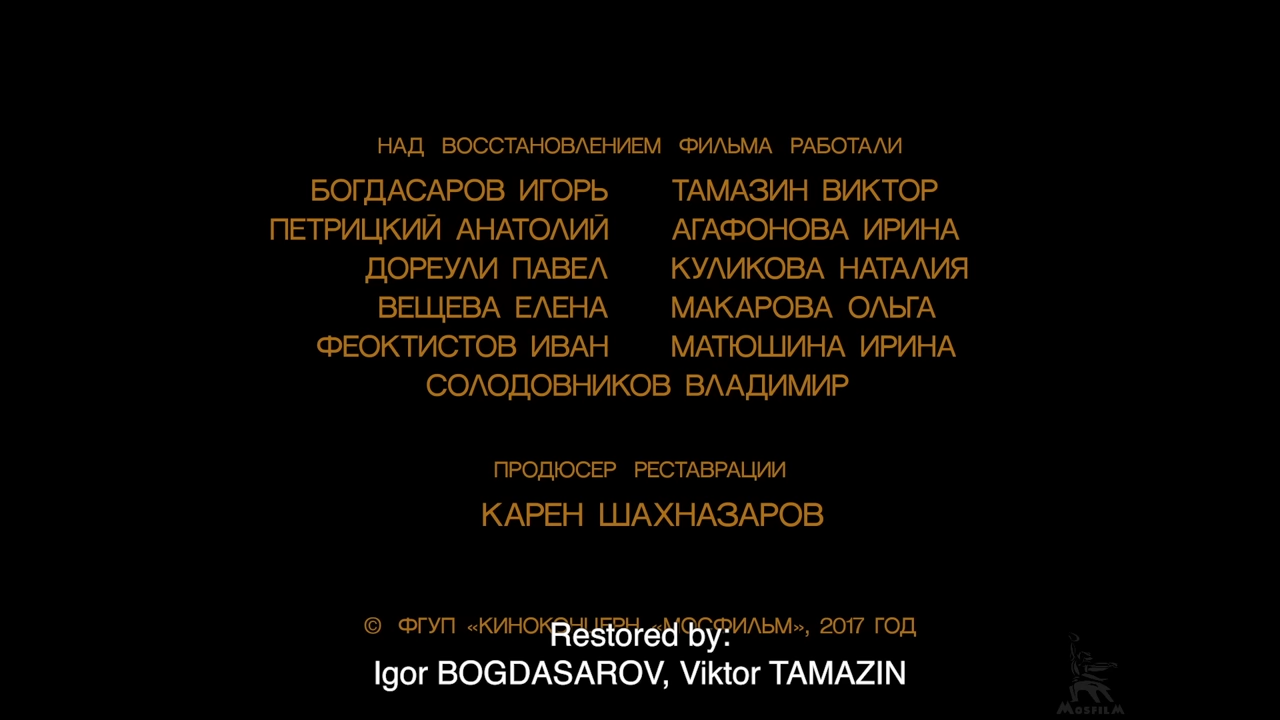 НАД ВОССТАНОВЛЕНИЕМ ФИЛЬМА РАБОТАЛИ
БОГДАСАРОВ ИГОРЬ ТАМАЗИН ВИКТОР
ПЕТРИЦКИЙ АНАТОЛИЙ АГАФОНОВА ИРИНА
ДОРЕУЛИ ПАВЕЛ КУЛИКОВА НАТАЛИЯ
ВЕЩЕВА ЕЛЕНА МАКАРОВА ОЛЬГА
ФЕОКТИСТОВ ИВАН МАТЮШИНА ИРИНА
СОЛОДОВНИКОВ ВЛАДИМИР
ПРОДЮСЕР РЕСТАВРАЦИИ
КАРЕН ШАХНАЗАРОВ
© ФГУП «КИНОКОНЦЕРН «МОСФИЛЬМ», 2017 ГОД
Restored by:
Igor BOGDASAROV, Viktor TAMAZIN
MOSFILM